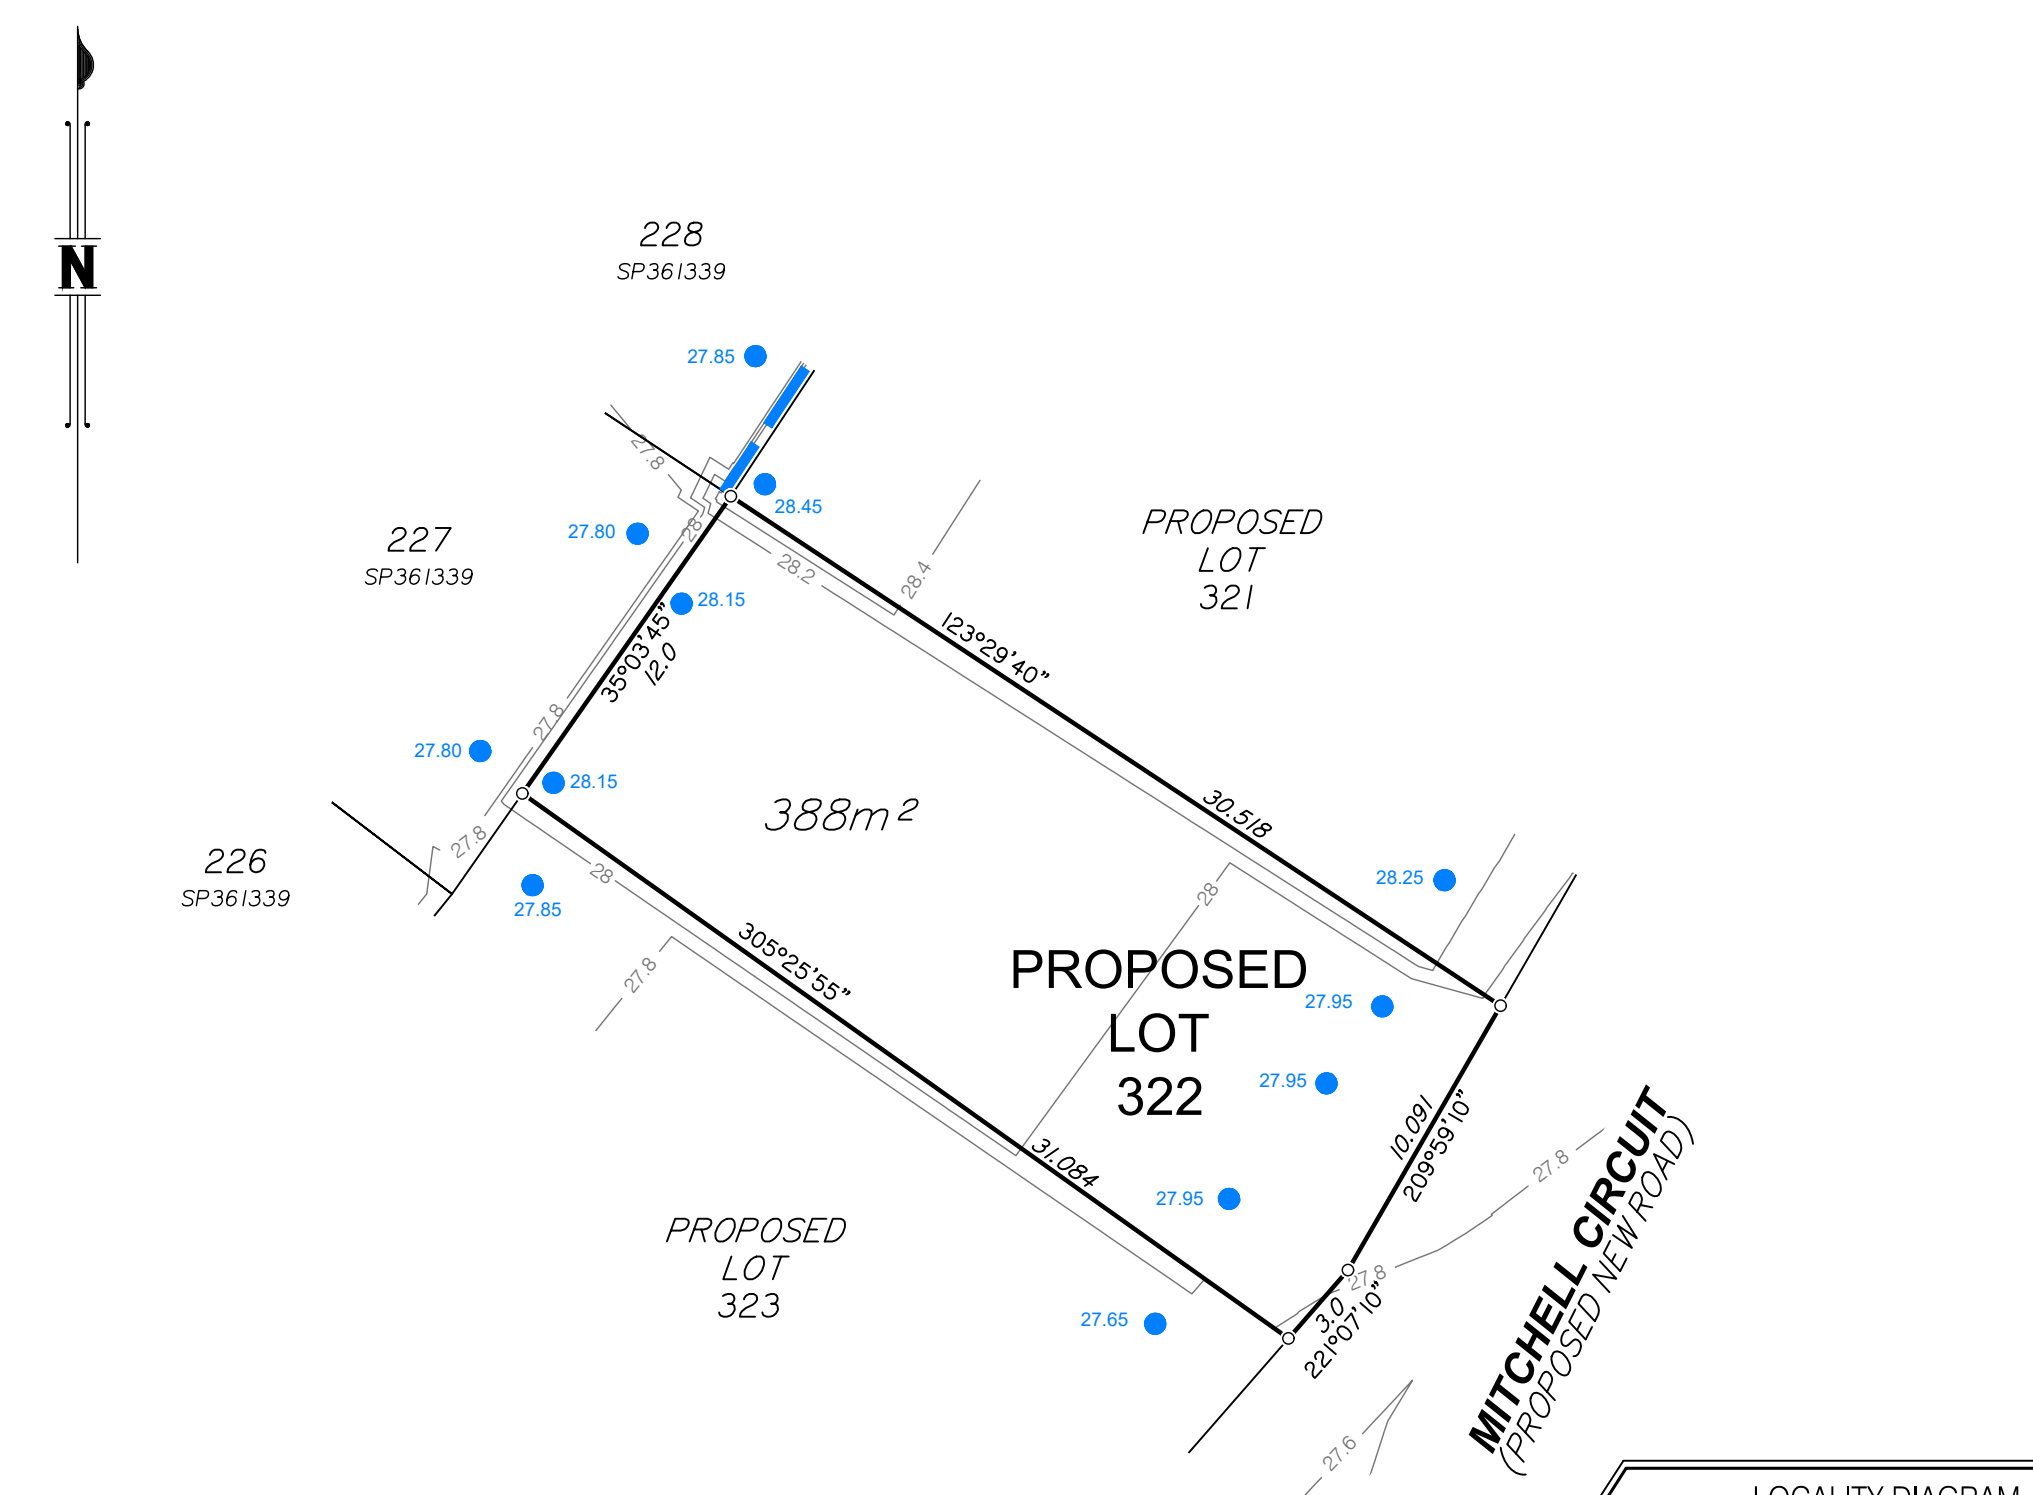 N
228
SP361339
27.85
27.8
28.45
227
SP361339
27.80
28
28.15
28.2
28.4
PROPOSED
LOT
321
123°29'40"
35°03'45"
12.0
27.8
27.80
28.15
30.518
388m²
226
SP361339
27.8
28
27.85
28.25
28
305°25'55"
27.8
PROPOSED
LOT
322
27.95
27.95
27.95
31.084
10.091
209°59'10"
27.8
MITCHELL CIRCUIT
(PROPOSED NEW ROAD)
PROPOSED
LOT
323
27.65
27.8
3.0
221°07'10"
27.6
LOCALITY DIAGRAM